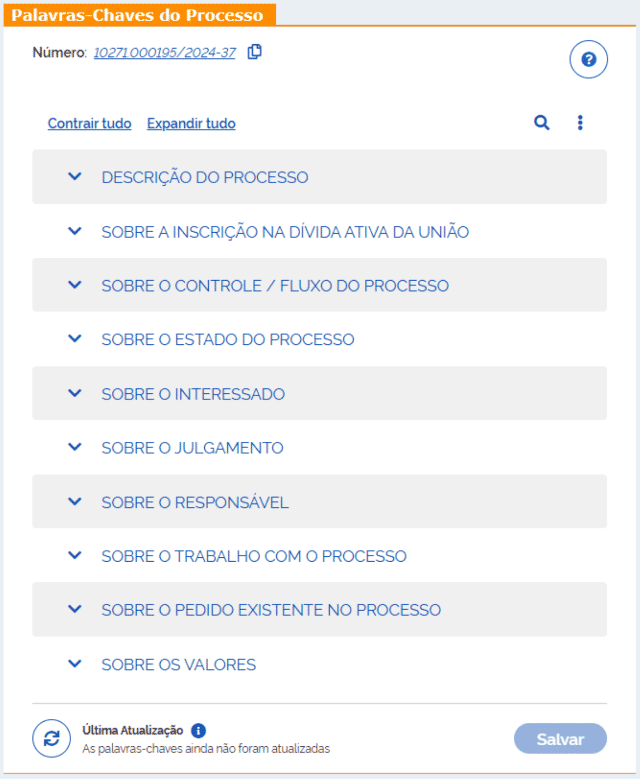 Palavras-Chaves do Processo
Número: 10271.000195/2024-37
Contrair tudo Expandir tudo
DESCRIÇÃO DO PROCESSO
SOBRE A INSCRIÇÃO NA DÍVIDA ATIVA DA UNIÃO
SOBRE O CONTROLE / FLUXO DO PROCESSO
SOBRE O ESTADO DO PROCESSO
SOBRE O INTERESSADO
SOBRE O JULGAMENTO
SOBRE O RESPONSÁVEL
SOBRE O TRABALHO COM O PROCESSO
SOBRE O PEDIDO EXISTENTE NO PROCESSO
SOBRE OS VALORES
Última Atualização
As palavras-chaves ainda não foram atualizadas
Salvar